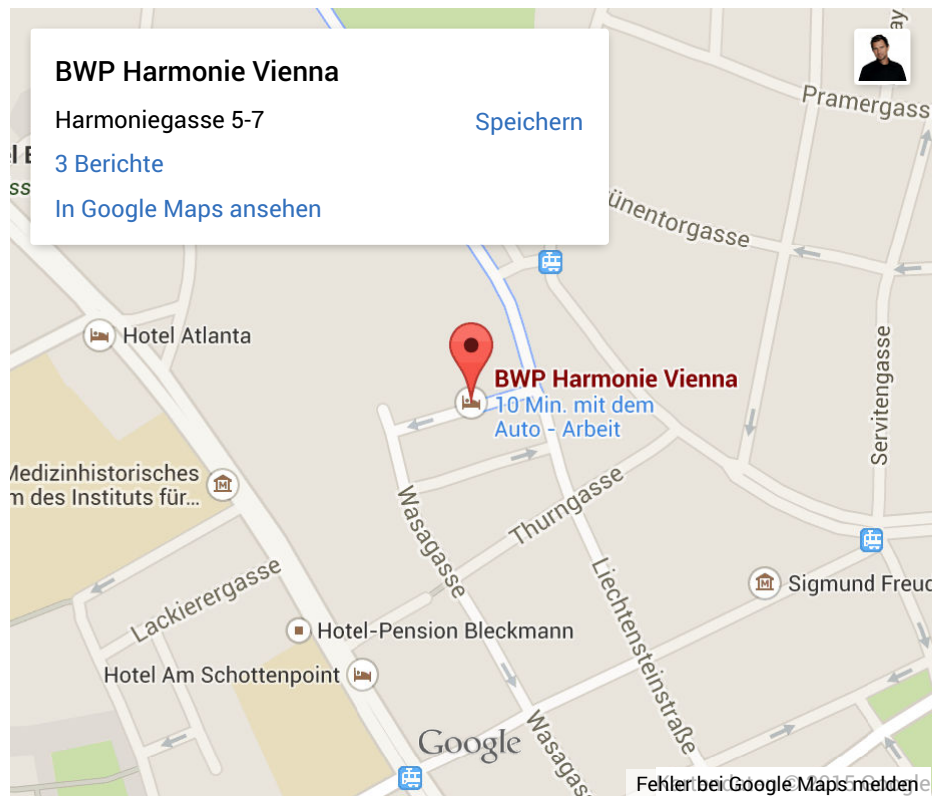 BWP Harmonie Vienna
Harmoniegasse 5-7
Speichern
3 Berichte
In Google Maps ansehen
Pramergass
ünentorgasse
Hotel Atlanta
BWP Harmonie Vienna
10 Min. mit dem
Auto - Arbeit
Servitengasse
Medizinhistorisches
m des Instituts für...
Wasagasse
Thurngasse
Lackierergasse
Liechtensteinstraße
Sigmund Freud
Hotel-Pension Bleckmann
Hotel Am Schottenpoint
Wasagas
Google
Fehler bei Google Maps melden